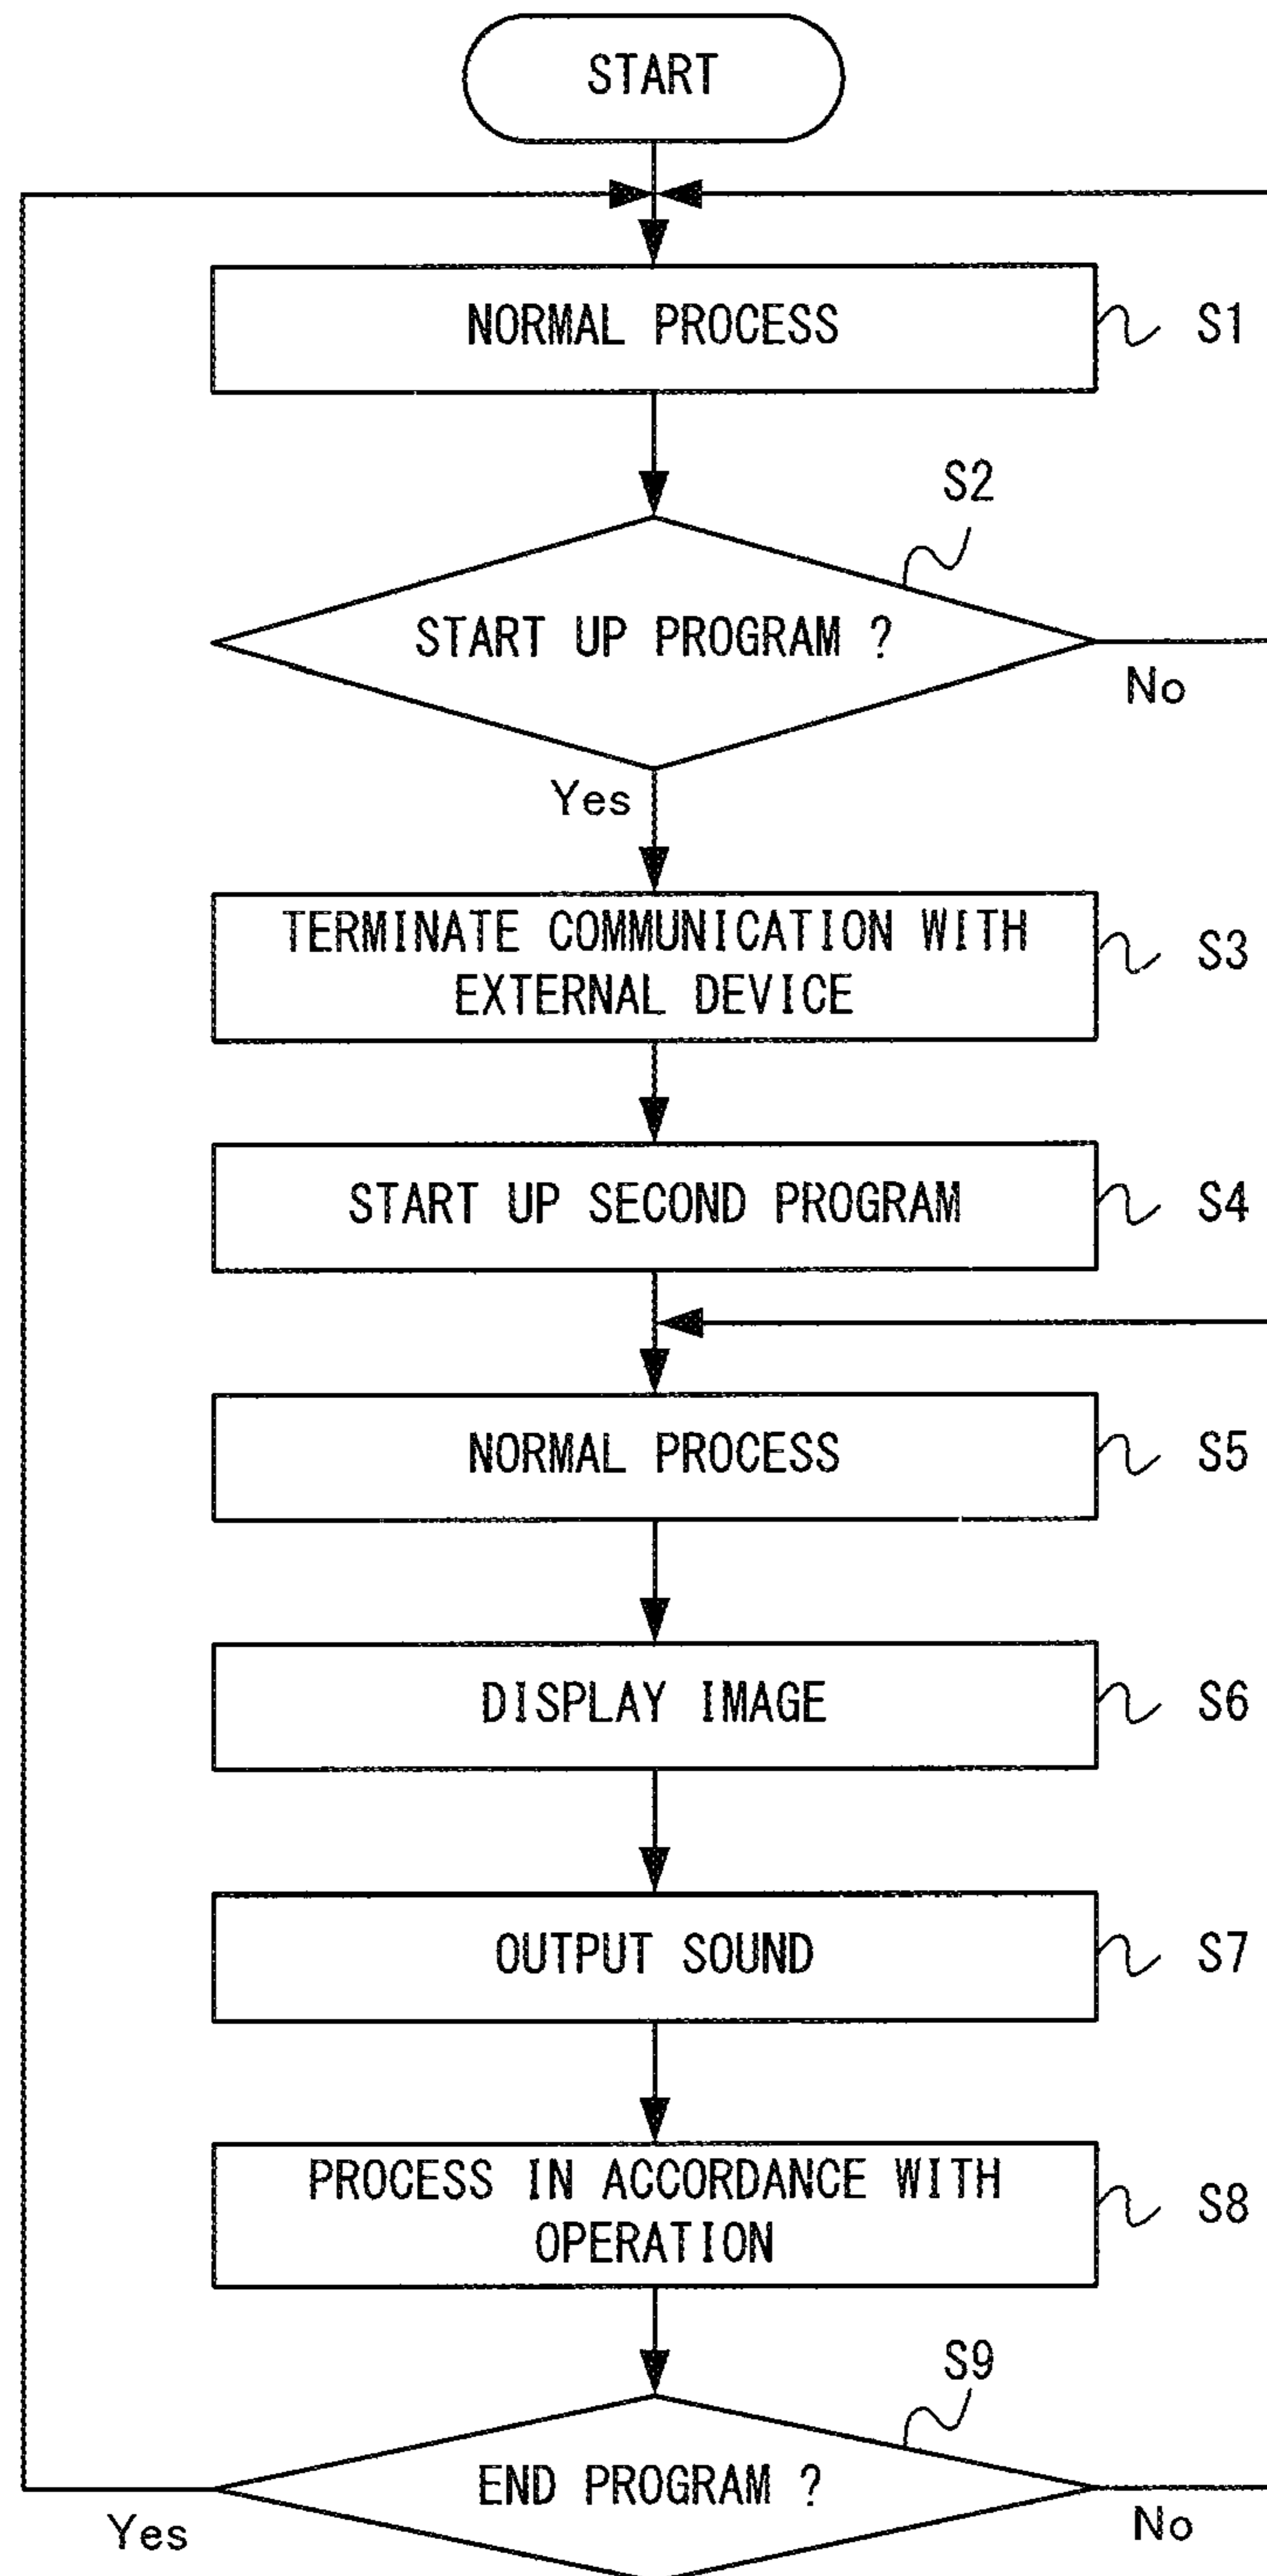 START
NORMAL PROCESS
S1
S2
START UP PROGRAM ?
No
Yes
TERMINATE COMMUNICATION WITH
EXTERNAL DEVICE
S3
START UP SECOND PROGRAM
S4
NORMAL PROCESS
S5
DISPLAY IMAGE
S6
OUTPUT SOUND
S7
PROCESS IN ACCORDANCE WITH
OPERATION
S8
S9
END PROGRAM ?
Yes
No